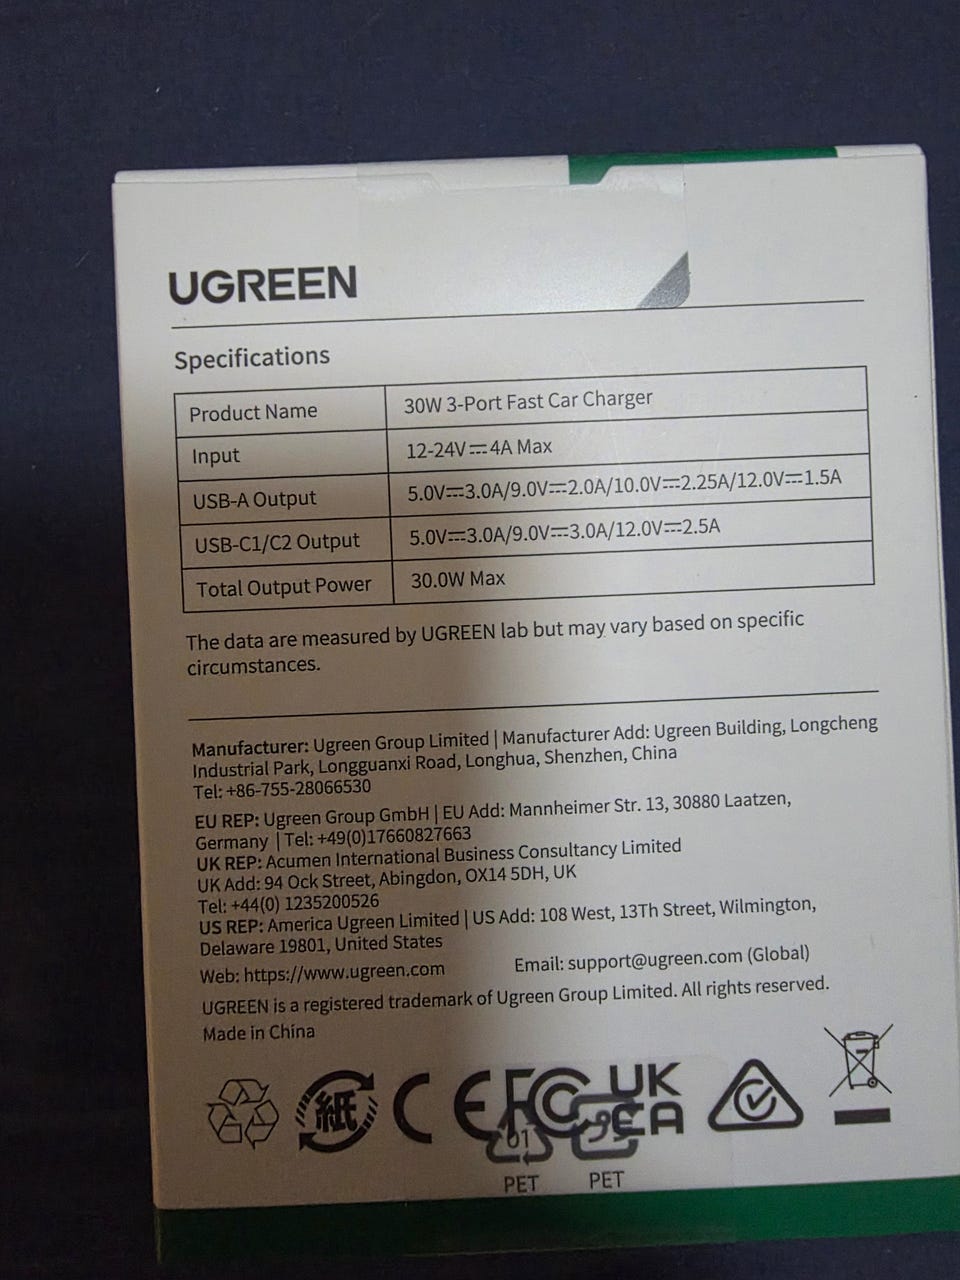 UGREEN
Specifications
Product Name 30W 3-Port Fast Car Charger
Input 12-24V⎓4A Max
USB-A Output 5.0V⎓3.0A/9.0V⎓2.0A/10.0V⎓2.25A/12.0V⎓1.5A
USB-C1/C2 Output 5.0V⎓3.0A/9.0V⎓3.0A/12.0V⎓2.5A
Total Output Power 30.0W Max
The data are measured by UGREEN lab but may vary based on specific
circumstances.
Manufacturer: Ugreen Group Limited | Manufacturer Add: Ugreen Building, Longcheng
Industrial Park, Longguanxi Road, Longhua, Shenzhen, China
Tel: +86-755-28066530
EU REP: Ugreen Group GmbH | EU Add: Mannheimer Str. 13, 30880 Laatzen,
Germany | Tel: +49(0)17660827663
UK REP: Acumen International Business Consultancy Limited
UK Add: 94 Ock Street, Abingdon, OX14 5DH, UK
Tel: +44(0) 1235200526
US REP: America Ugreen Limited | US Add: 108 West, 13Th Street, Wilmington,
Delaware 19801, United States
Web: https://www.ugreen.com Email: support@ugreen.com (Global)
UGREEN is a registered trademark of Ugreen Group Limited. All rights reserved.
Made in China
紙 CE FC UK
CA
01
PET PET